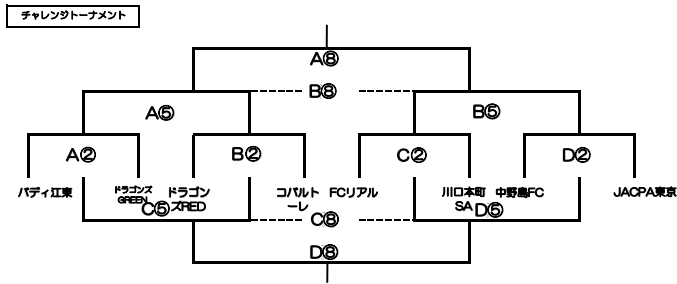 チャレンジトーナメント
A⑧
B⑧
A⑤
B⑤
A②
B②
C②
D②
バディ江東
ドラゴンズ
GREEN
ドラゴン
ズRED
コバルト
ーレ
FCリアル
川口本町
SA
中野島FC
JACPA東京
C⑤
D⑤
C⑧
D⑧